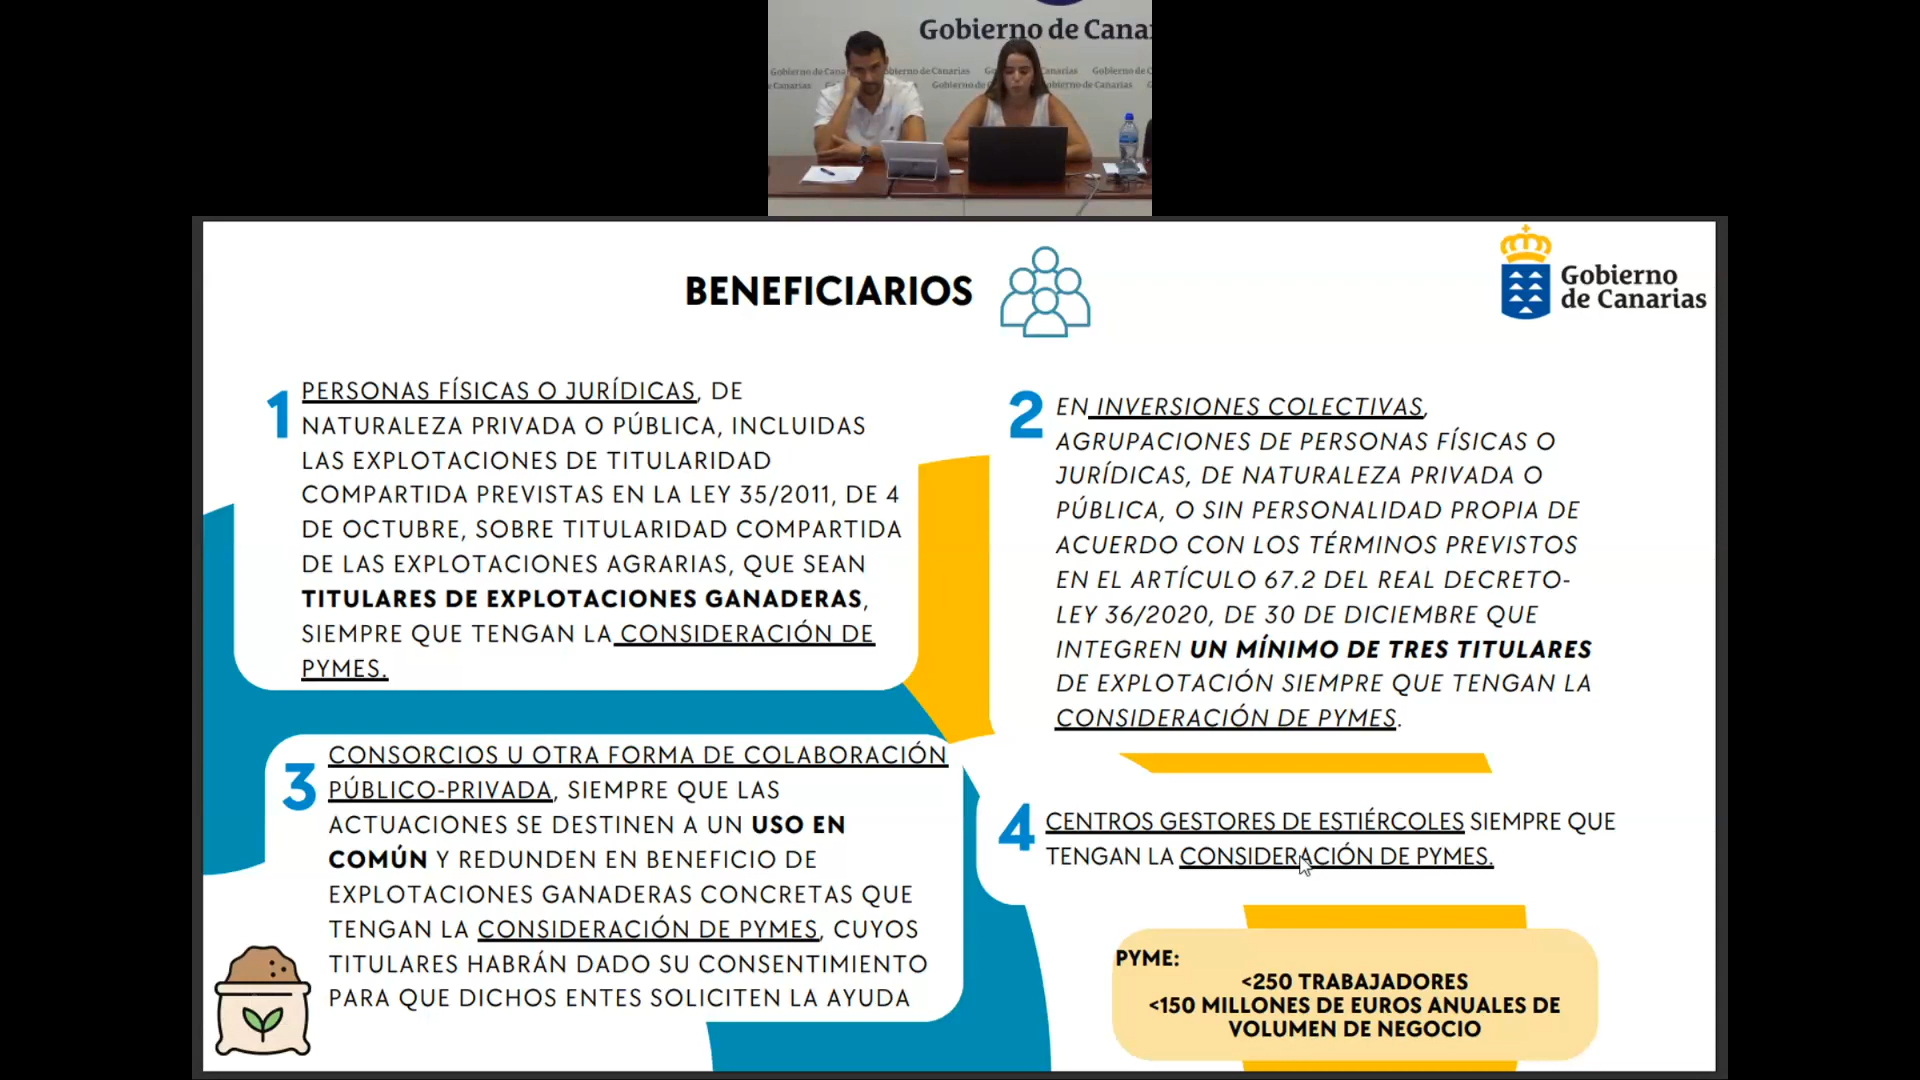 Gobierno de Cana
Gobierno de Canarias
Canarias
Gobierno de Canarias
BENEFICIARIOS
Gobierno
de Canarias
1
PERSONAS FÍSICAS O JURÍDICAS, DE
NATURALEZA PRIVADA O PÚBLICA, INCLUIDAS
LAS EXPLOTACIONES DE TITULARIDAD
COMPARTIDA PREVISTAS EN LA LEY 35/2011, DE 4
DE OCTUBRE, SOBRE TITULARIDAD COMPARTIDA
DE LAS EXPLOTACIONES AGRARIAS, QUE SEAN
TITULARES DE EXPLOTACIONES GANADERAS,
SIEMPRE QUE TENGAN LA CONSIDERACIÓN DE
PYMES.
2
EN INVERSIONES COLECTIVAS,
AGRUPACIONES DE PERSONAS FÍSICAS O
JURÍDICAS, DE NATURALEZA PRIVADA O
PÚBLICA, O SIN PERSONALIDAD PROPIA DE
ACUERDO CON LOS TÉRMINOS PREVISTOS
EN EL ARTÍCULO 67.2 DEL REAL DECRETO-
LEY 36/2020, DE 30 DE DICIEMBRE QUE
INTEGREN UN MÍNIMO DE TRES TITULARES
DE EXPLOTACIÓN SIEMPRE QUE TENGAN LA
CONSIDERACIÓN DE PYMES.
3
CONSORCIOS U OTRA FORMA DE COLABORACIÓN
PÚBLICO-PRIVADA, SIEMPRE QUE LAS
ACTUACIONES SE DESTINEN A UN USO EN
COMÚN Y REDUNDEN EN BENEFICIO DE
EXPLOTACIONES GANADERAS CONCRETAS QUE
TENGAN LA CONSIDERACIÓN DE PYMES, CUYOS
TITULARES HABRÁN DADO SU CONSENTIMIENTO
PARA QUE DICHOS ENTES SOLICITEN LA AYUDA
4
CENTROS GESTORES DE ESTIÉRCOLES SIEMPRE QUE
TENGAN LA CONSIDERACIÓN DE PYMES.
PYME:
<250 TRABAJADORES
<150 MILLONES DE EUROS ANUALES DE
VOLUMEN DE NEGOCIO